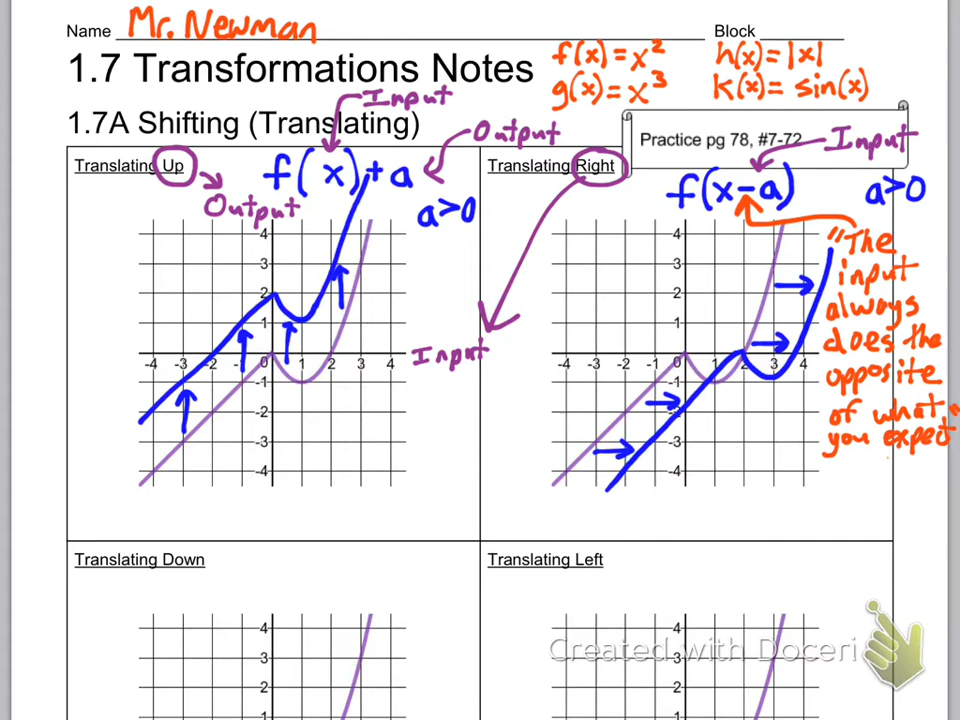 Name Mr. Newman Block
1.7 Transformations Notes
f(x) = x² h(x) = |x|
g(x) = x³ k(x) = sin(x)
Input
1.7A Shifting (Translating)
Output
Practice pg 78, #7-72
Input
Translating Up
f(x) + a
Output
a>0
4
3
2
1
-4 -3 -2 -1 0 1 2 3 4
-1
-2
-3
-4
Translating Right
f(x-a) a>0
Input
4
3
2
1
-4 -3 -2 -1 0 1 2 3 4
-1
-2
-3
-4
"The
input
always
does the
opposite
of what
you expect"
Translating Down
4
3
2
1
Translating Left
4
3
2
1
Created with Doceri